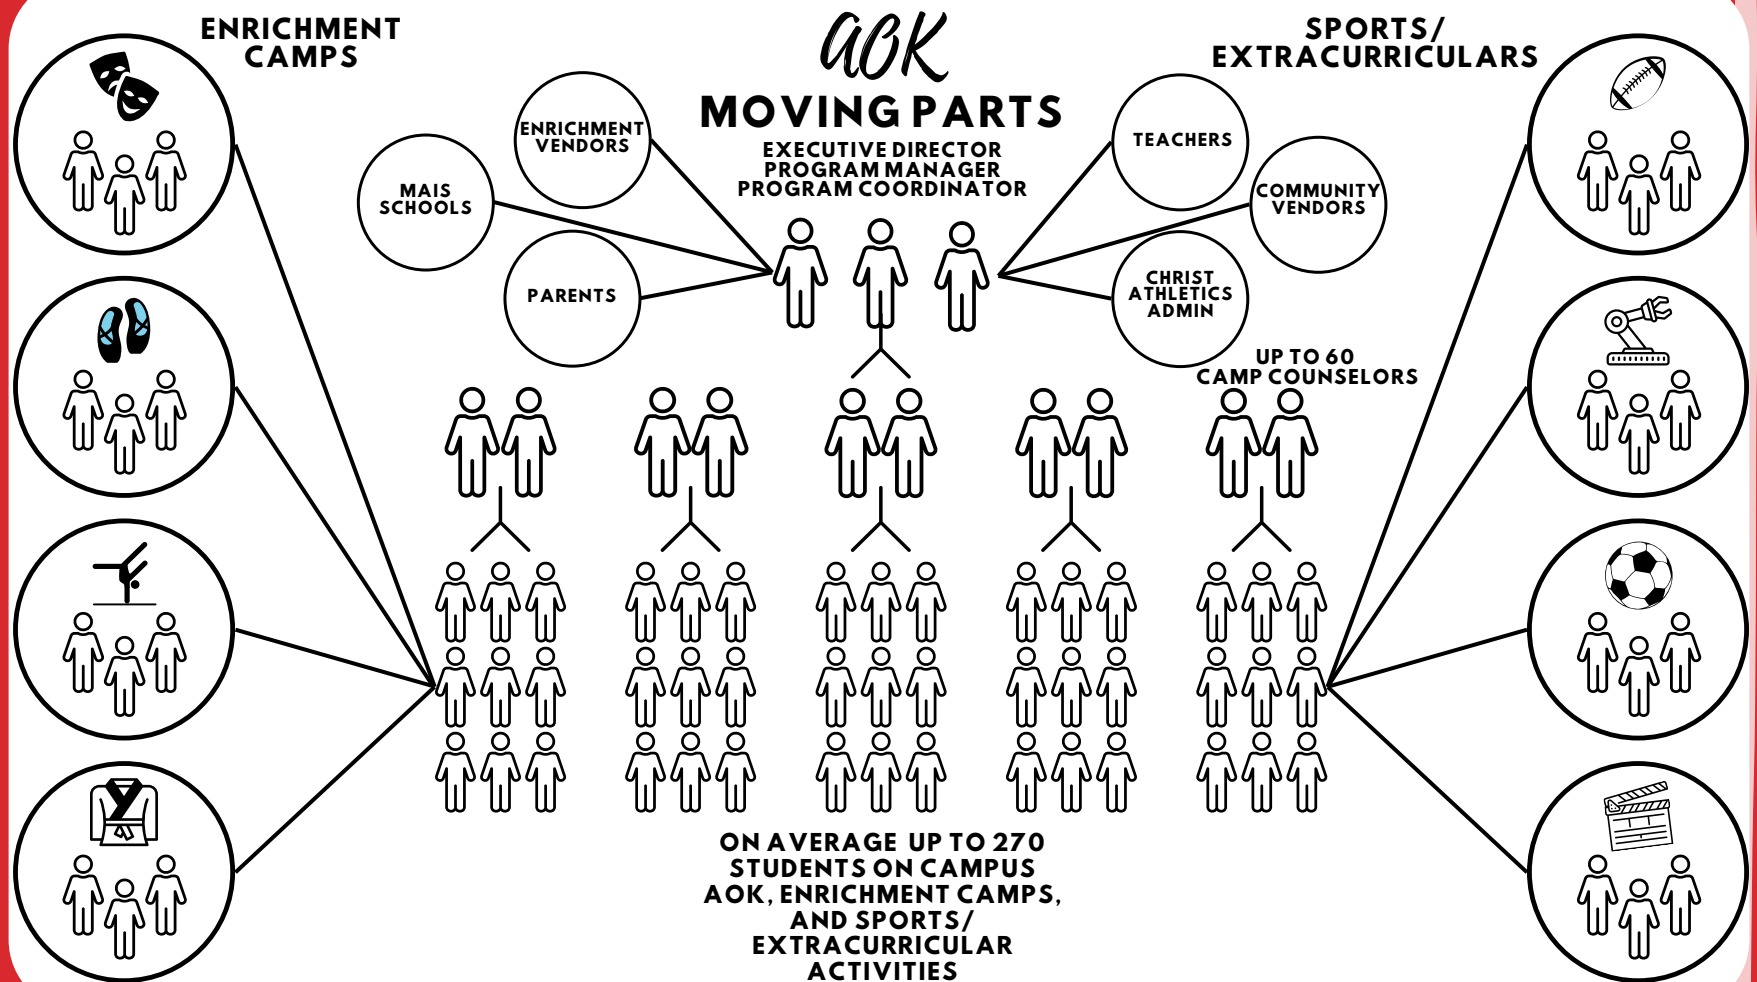 ENRICHMENT
CAMPS
AOK
MOVING PARTS
EXECUTIVE DIRECTOR
PROGRAM MANAGER
PROGRAM COORDINATOR
SPORTS/
EXTRACURRICULARS
ENRICHMENT
VENDORS
MAIS
SCHOOLS
PARENTS
TEACHERS
COMMUNITY
VENDORS
CHRIST
ATHLETICS
ADMIN
UP TO 60
CAMP COUNSELORS
ON AVERAGE UP TO 270
STUDENTS ON CAMPUS
AOK, ENRICHMENT CAMPS,
AND SPORTS/
EXTRACURRICULAR
ACTIVITIES